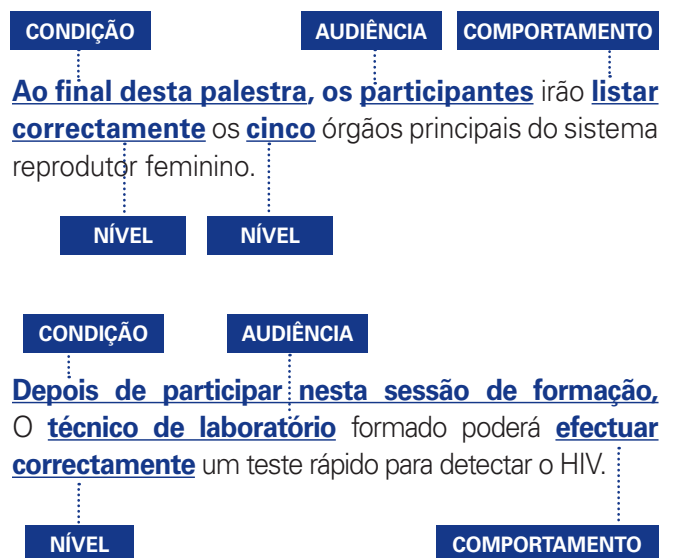 CONDIÇÃO AUDIÊNCIA COMPORTAMENTO
Ao final desta palestra, os participantes irão listar
correctamente os cinco órgãos principais do sistema
reprodutor feminino.
NÍVEL NÍVEL
CONDIÇÃO AUDIÊNCIA
Depois de participar nesta sessão de formação,
O técnico de laboratório formado poderá efectuar
correctamente um teste rápido para detectar o HIV.
NÍVEL COMPORTAMENTO